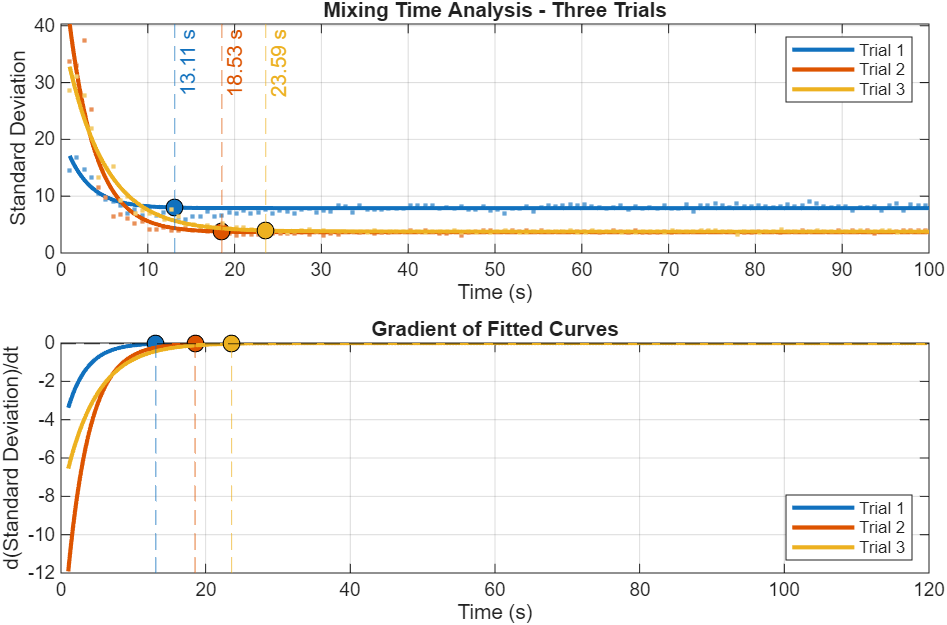 Mixing Time Analysis - Three Trials
Standard Deviation
40
30
20
10
0
13.11 s
18.53 s
23.59 s
Trial 1
Trial 2
Trial 3
0 10 20 30 40 50 60 70 80 90 100
Time (s)
Gradient of Fitted Curves
d(Standard Deviation)/dt
0
-2
-4
-6
-8
-10
-12
Trial 1
Trial 2
Trial 3
0 20 40 60 80 100 120
Time (s)